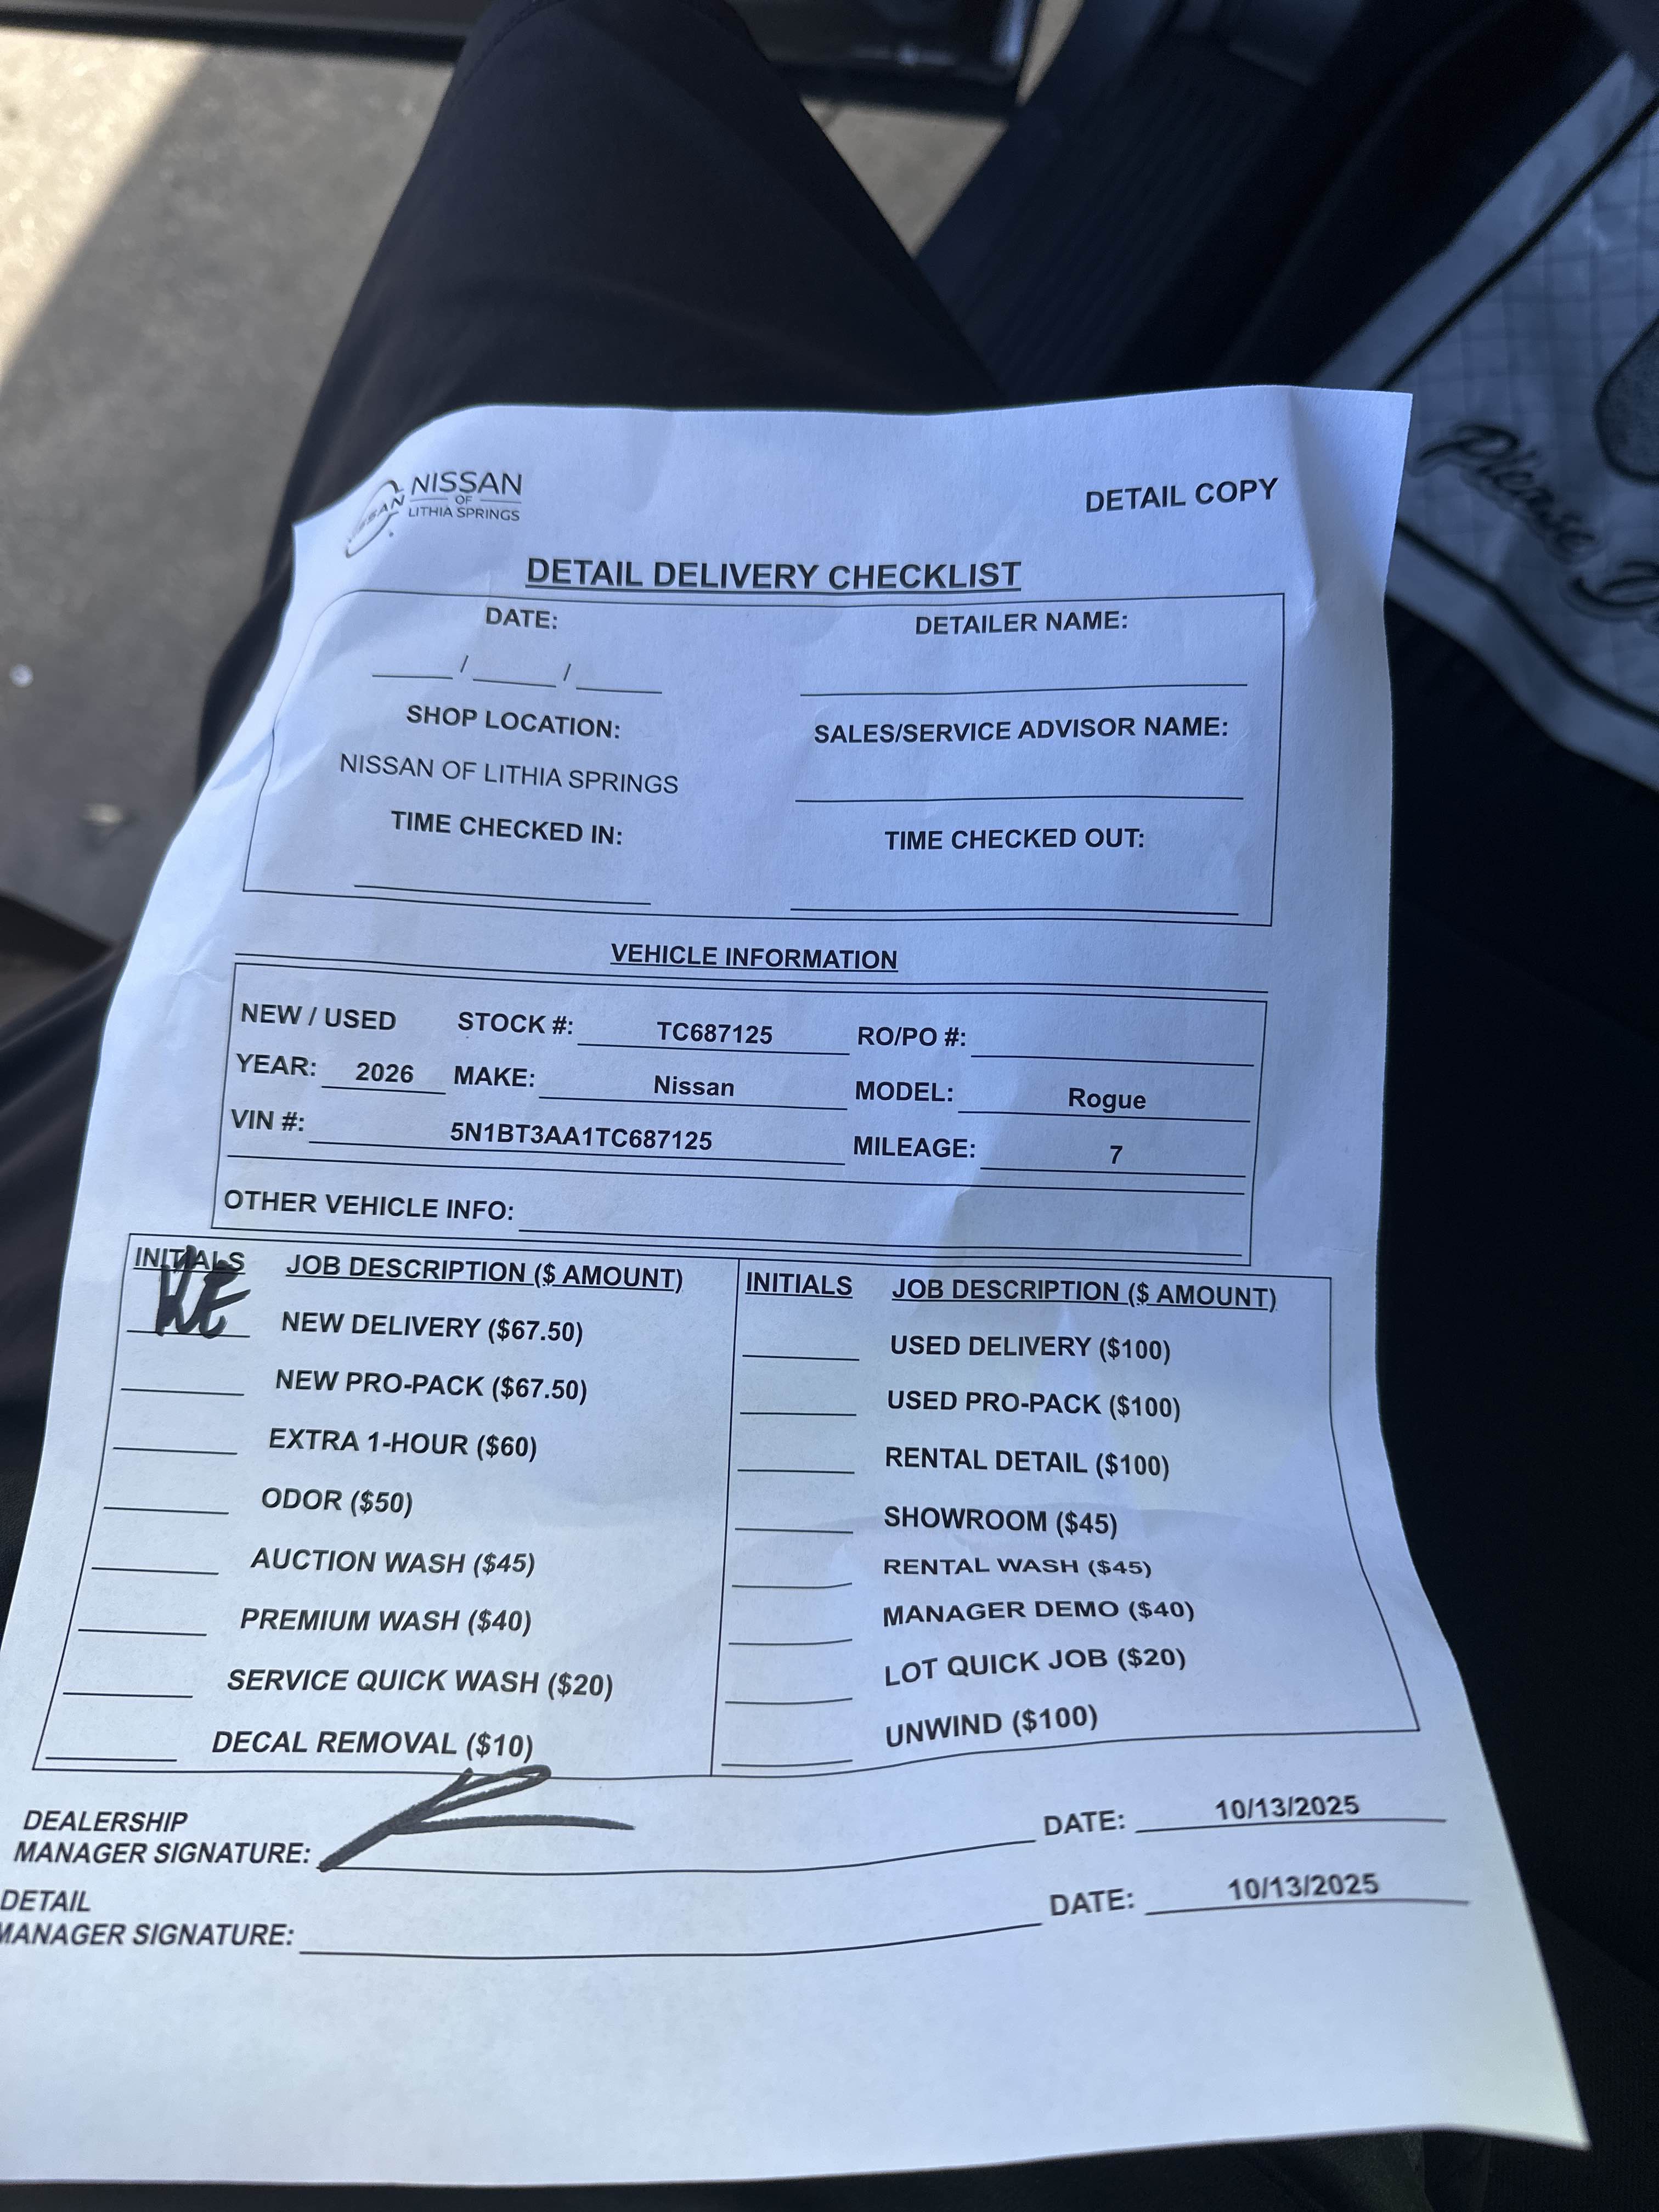 NISSAN
OF
LITHIA SPRINGS
DETAIL COPY
DETAIL DELIVERY CHECKLIST
DATE: DETAILER NAME:
____ / ____ / ____
SHOP LOCATION: SALES/SERVICE ADVISOR NAME:
NISSAN OF LITHIA SPRINGS
TIME CHECKED IN: TIME CHECKED OUT:
VEHICLE INFORMATION
NEW / USED STOCK #: TC687125 RO/PO #:
YEAR: 2026 MAKE: Nissan MODEL: Rogue
VIN #: 5N1BT3AA1TC687125 MILEAGE: 7
OTHER VEHICLE INFO:
INITIALS JOB DESCRIPTION ($ AMOUNT) INITIALS JOB DESCRIPTION ($ AMOUNT)
KE NEW DELIVERY ($67.50) USED DELIVERY ($100)
NEW PRO-PACK ($67.50) USED PRO-PACK ($100)
EXTRA 1-HOUR ($60) RENTAL DETAIL ($100)
ODOR ($50) SHOWROOM ($45)
AUCTION WASH ($45) RENTAL WASH ($45)
PREMIUM WASH ($40) MANAGER DEMO ($40)
SERVICE QUICK WASH ($20) LOT QUICK JOB ($20)
DECAL REMOVAL ($10) UNWIND ($100)
DEALERSHIP
MANAGER SIGNATURE: DATE: 10/13/2025
DETAIL
MANAGER SIGNATURE: DATE: 10/13/2025
Please